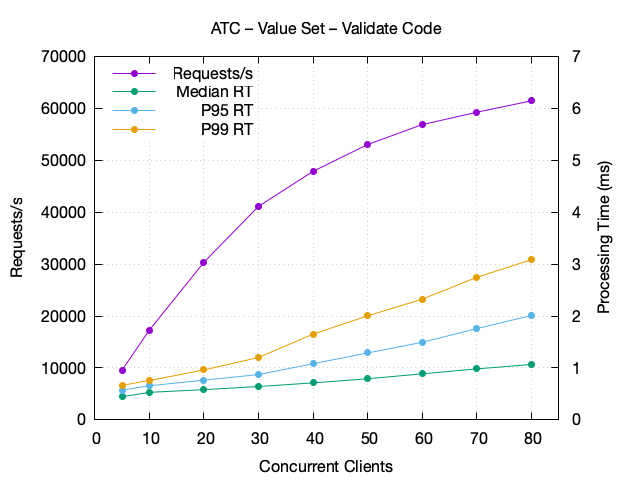 ATC – Value Set – Validate Code
Requests/s
Median RT
P95 RT
P99 RT
70000
60000
50000
40000
30000
20000
10000
0
Requests/s
7
6
5
4
3
2
1
0
Processing Time (ms)
0 10 20 30 40 50 60 70 80
Concurrent Clients